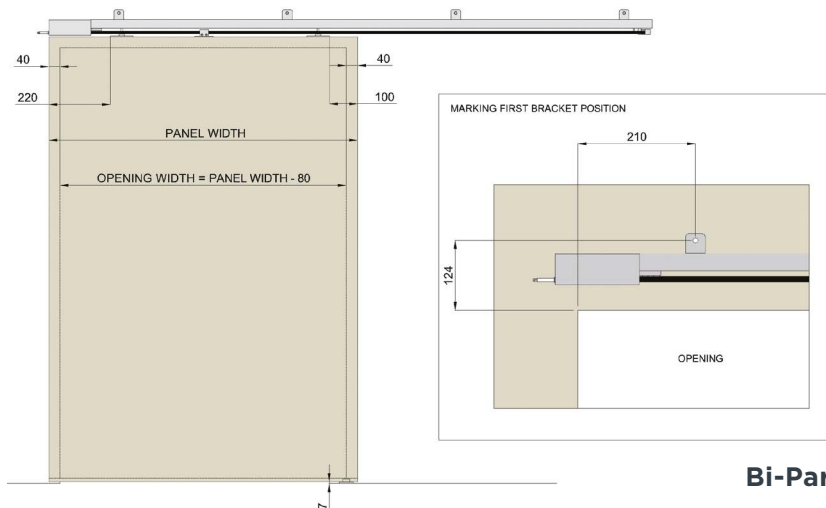 40
40
220
100
PANEL WIDTH
OPENING WIDTH = PANEL WIDTH - 80
7
MARKING FIRST BRACKET POSITION
210
124
OPENING
Bi-Par